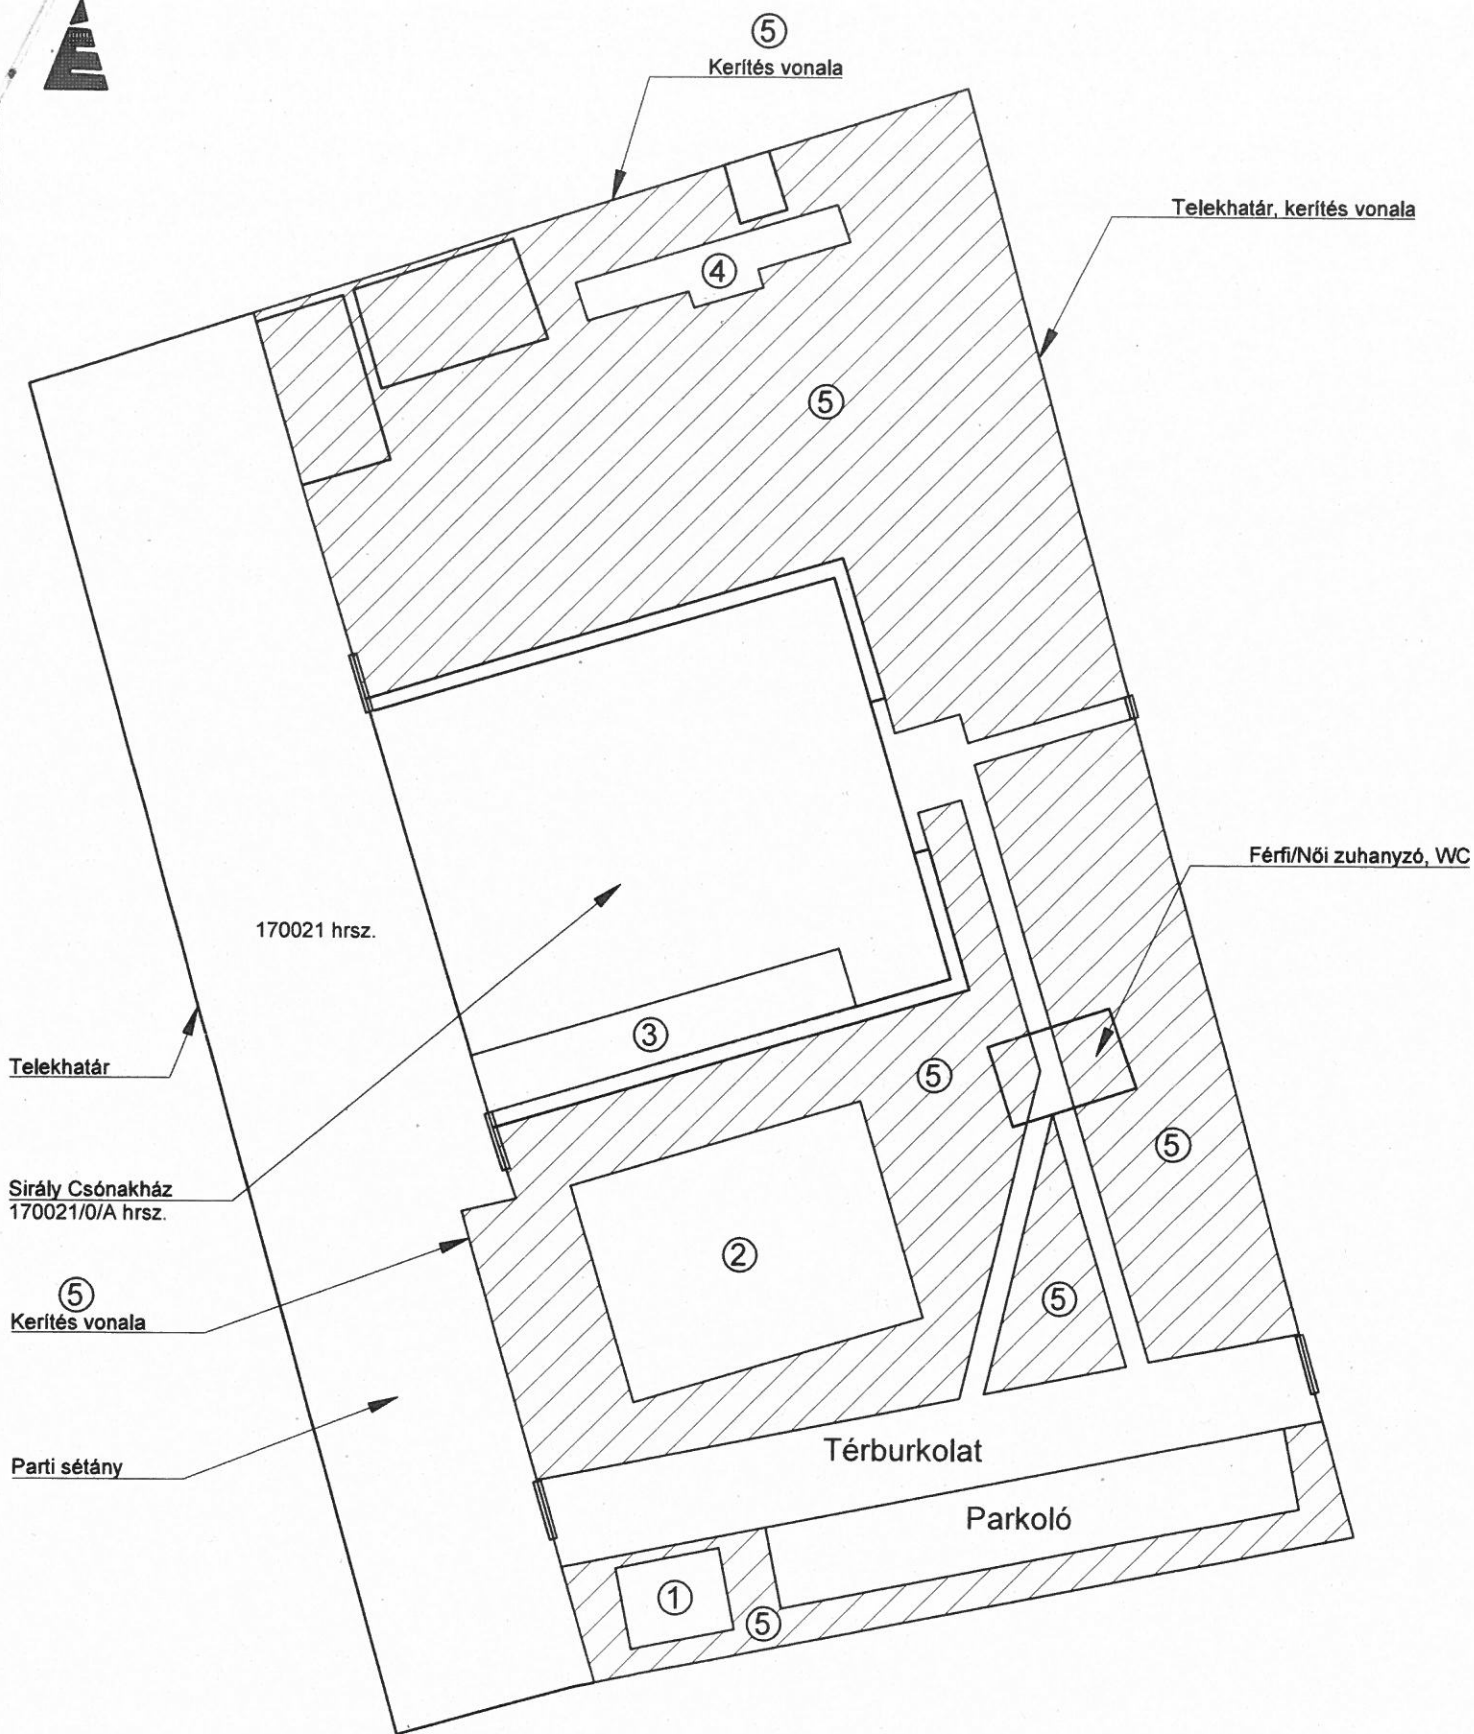 É
⑤
Kerítés vonala
Telekhatár, kerítés vonala
④
⑤
Férfi/Női zuhanyzó, WC
170021 hrsz.
③
Telekhatár
⑤
⑤
Sirály Csónakház
170021/0/A hrsz.
②
⑤
Kerítés vonala
⑤
Parti sétány
Térburkolat
Parkoló
①
⑤